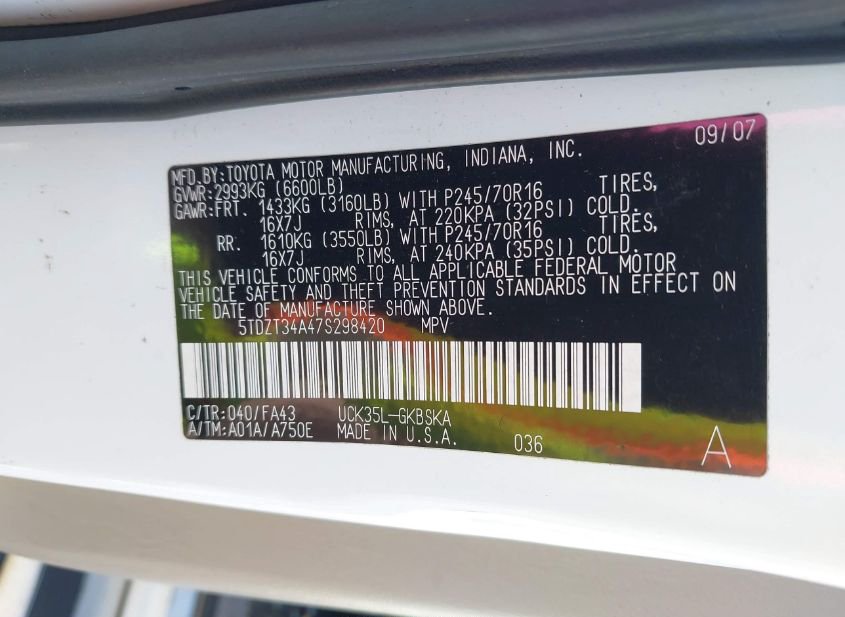 09/07
MFD.BY:TOYOTA MOTOR MANUFACTURING, INDIANA, INC.
GVWR:2993KG (6600LB)
GAWR:FRT. 1433KG (3160LB) WITH P245/70R16 TIRES,
16X7J RIMS, AT 220KPA (32PSI) COLD.
RR. 1610KG (3550LB) WITH P245/70R16 TIRES,
16X7J RIMS, AT 240KPA (35PSI) COLD.
THIS VEHICLE CONFORMS TO ALL APPLICABLE FEDERAL MOTOR
VEHICLE SAFETY AND THEFT PREVENTION STANDARDS IN EFFECT ON
THE DATE OF MANUFACTURE SHOWN ABOVE.
5TDZT34A47S298420 MPV
C/TR:040/FA43 UCK35L-GKBSKA
A/TM:A01A/A750E MADE IN U.S.A. 036 A